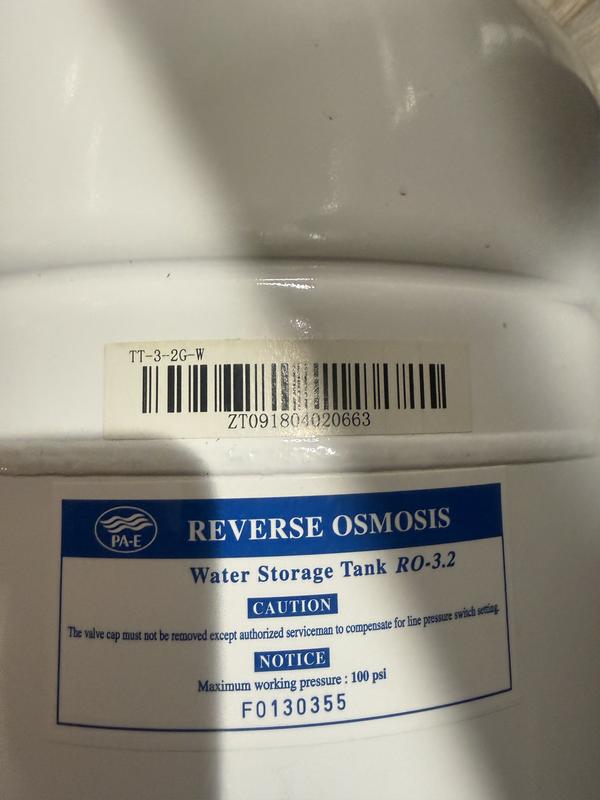 TT-3-2G-W
ZT091804020663
PA-E
REVERSE OSMOSIS
Water Storage Tank RO-3.2
CAUTION
The valve cap must not be removed except authorized serviceman to compensate for line pressure switch setting.
NOTICE
Maximum working pressure : 100 psi
F0130355